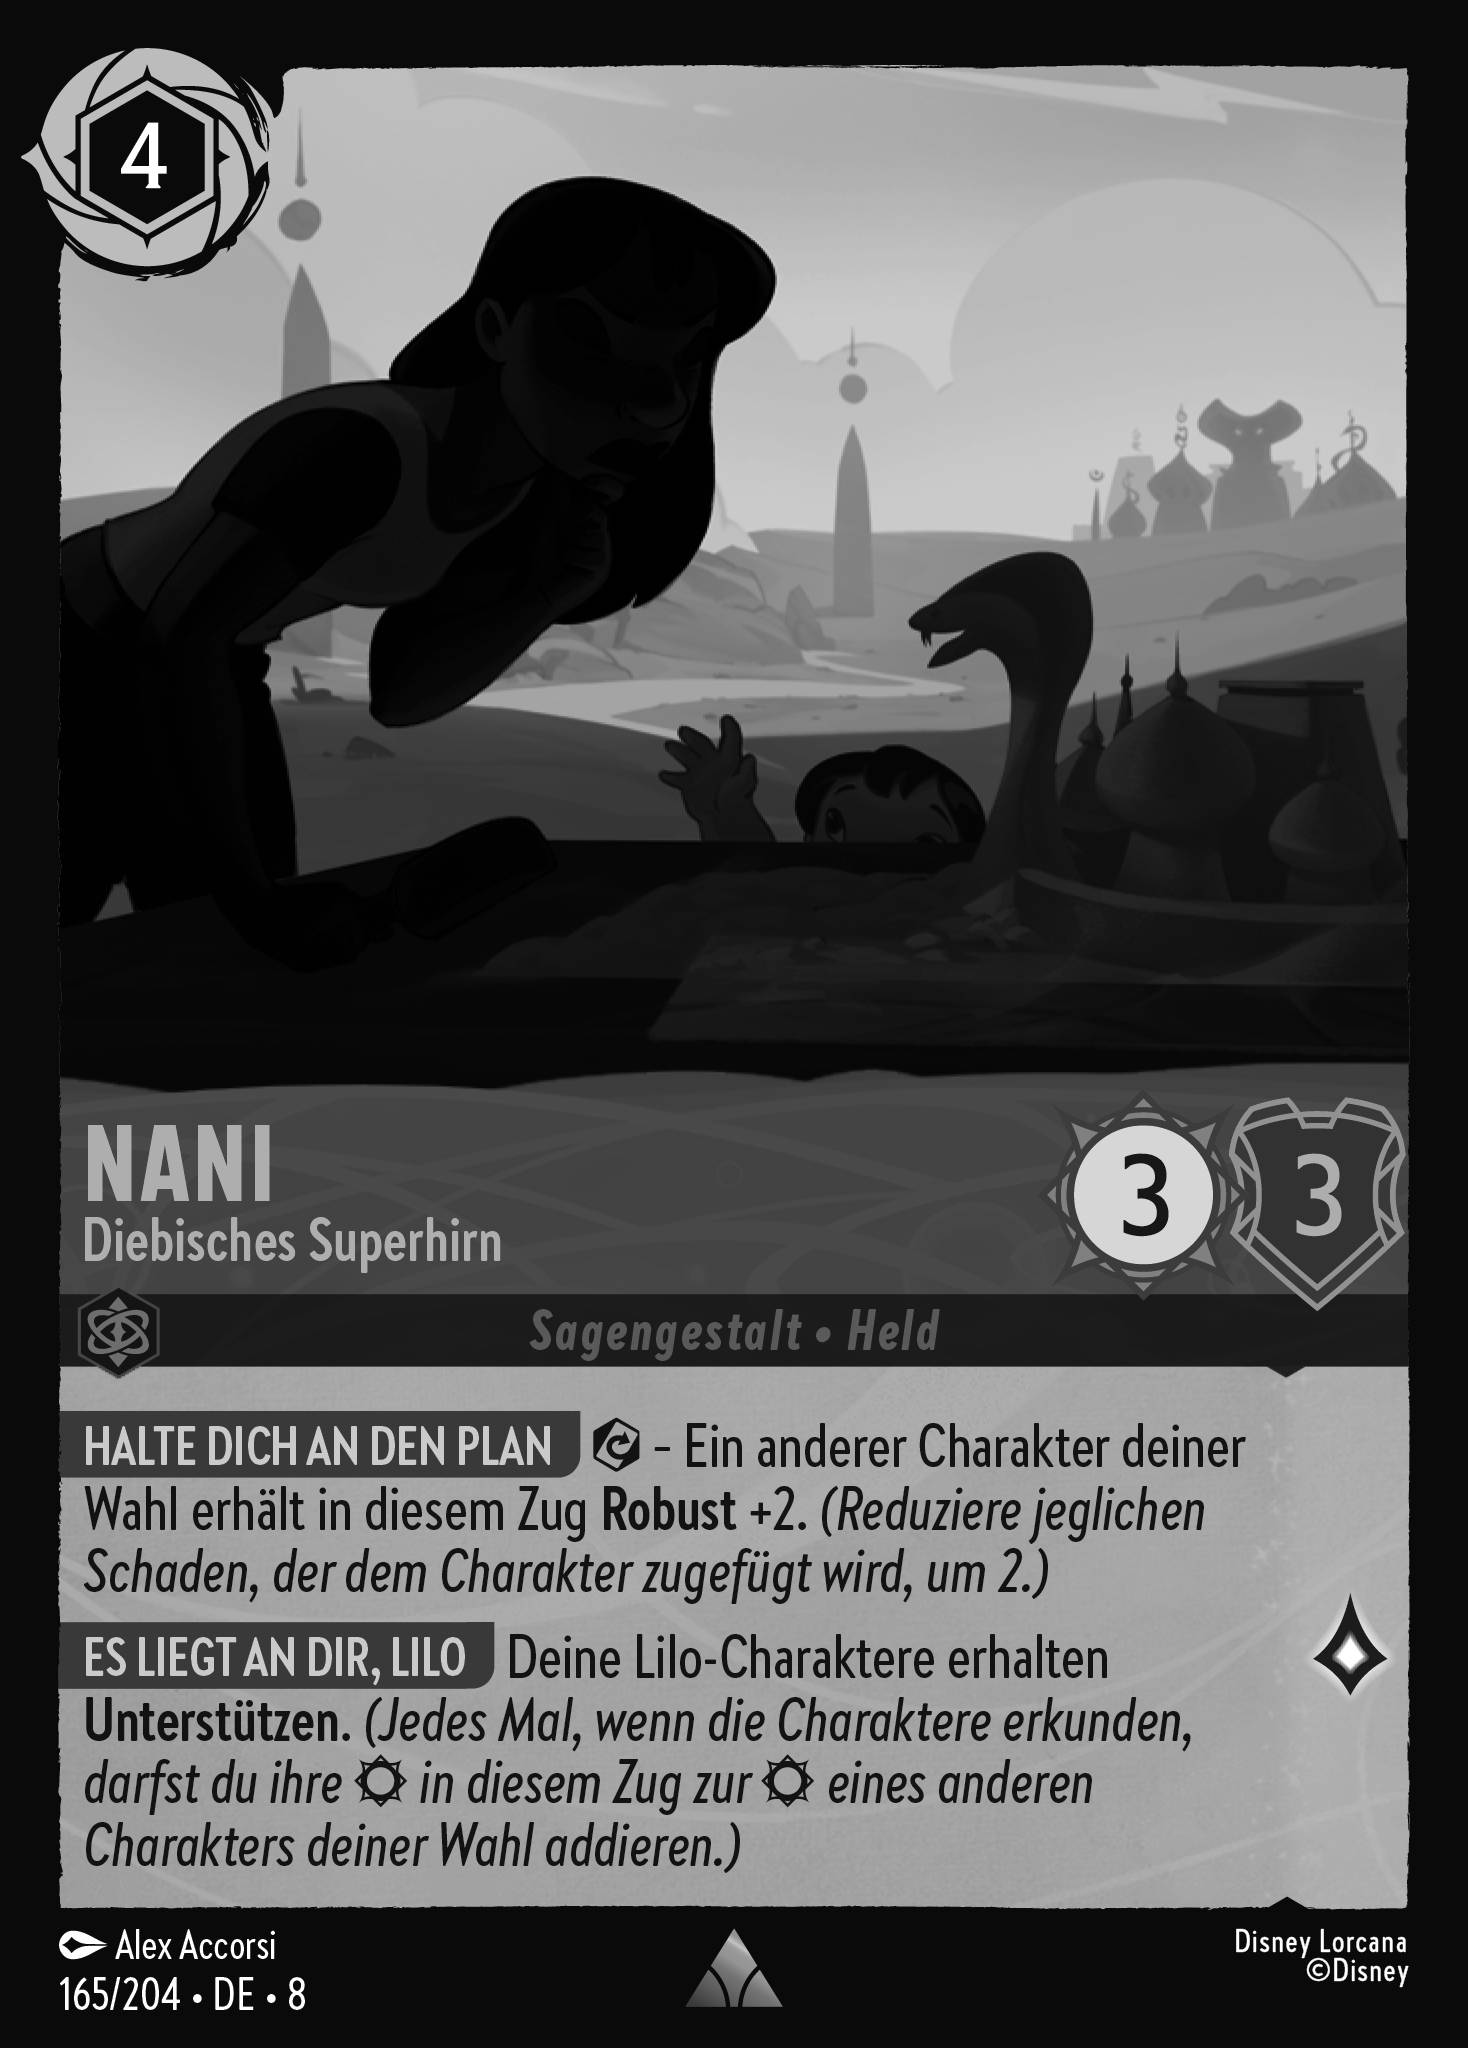 4
NANI
Diebisches Superhirn
3
3
Sagengestalt • Held
HALTE DICH AN DEN PLAN – Ein anderer Charakter deiner
Wahl erhält in diesem Zug Robust +2. (Reduziere jeglichen
Schaden, der dem Charakter zugefügt wird, um 2.)
ES LIEGT AN DIR, LILO Deine Lilo-Charaktere erhalten
Unterstützen. (Jedes Mal, wenn die Charaktere erkunden,
darfst du ihre in diesem Zug zur eines anderen
Charakters deiner Wahl addieren.)
Alex Accorsi
165/204 • DE • 8
Disney Lorcana
©Disney